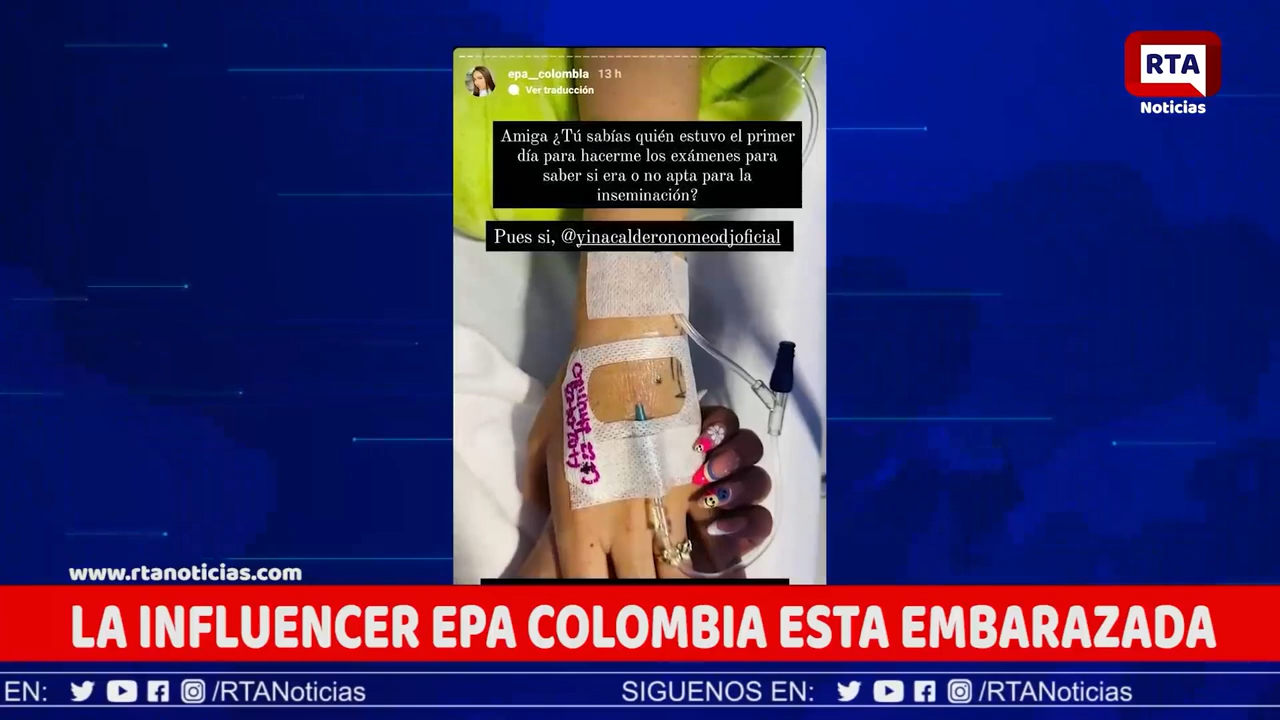 RTA
Noticias
epa__colombia 13 h
Ver traducción
Amiga ¿Tú sabías quién estuvo el primer
día para hacerme los exámenes para
saber si era o no apta para la
inseminación?
Pues si, @yinacalderonomeodjoficial
www.rtanoticias.com
LA INFLUENCER EPA COLOMBIA ESTA EMBARAZADA
EN: /RTANoticias SIGUENOS EN: /RTANoticias